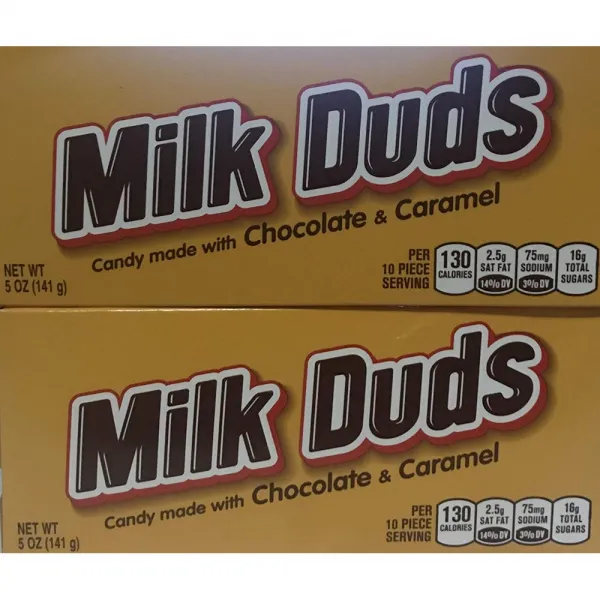 Milk Duds
Candy made with Chocolate & Caramel
NET WT
5 OZ (141 g)
PER
10 PIECE
SERVING
130
CALORIES
2.5g
SAT FAT
14% DV
75mg
SODIUM
3% DV
16g
TOTAL
SUGARS
Milk Duds
Candy made with Chocolate & Caramel
NET WT
5 OZ (141 g)
PER
10 PIECE
SERVING
130
CALORIES
2.5g
SAT FAT
14% DV
75mg
SODIUM
3% DV
16g
TOTAL
SUGARS